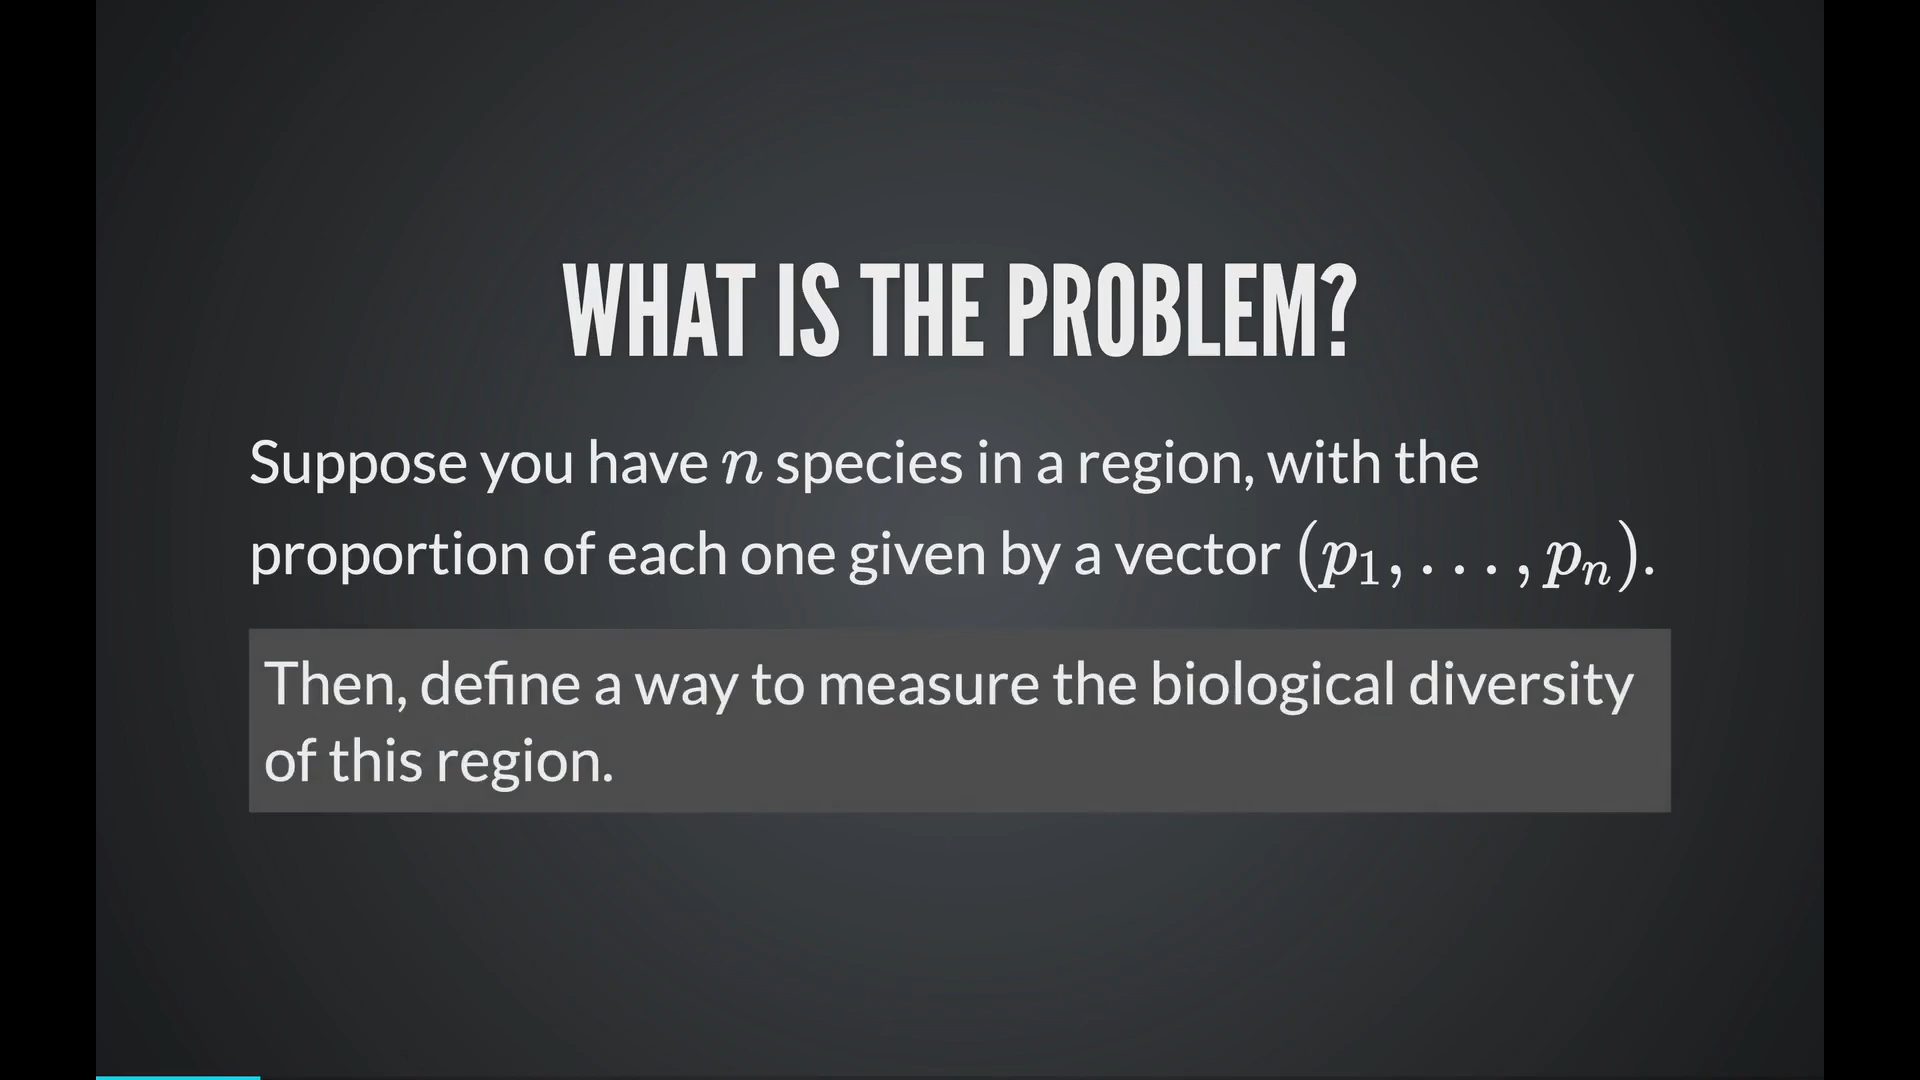 WHAT IS THE PROBLEM?
Suppose you have n species in a region, with the
proportion of each one given by a vector (p₁, . . . , pₙ).
Then, define a way to measure the biological diversity
of this region.